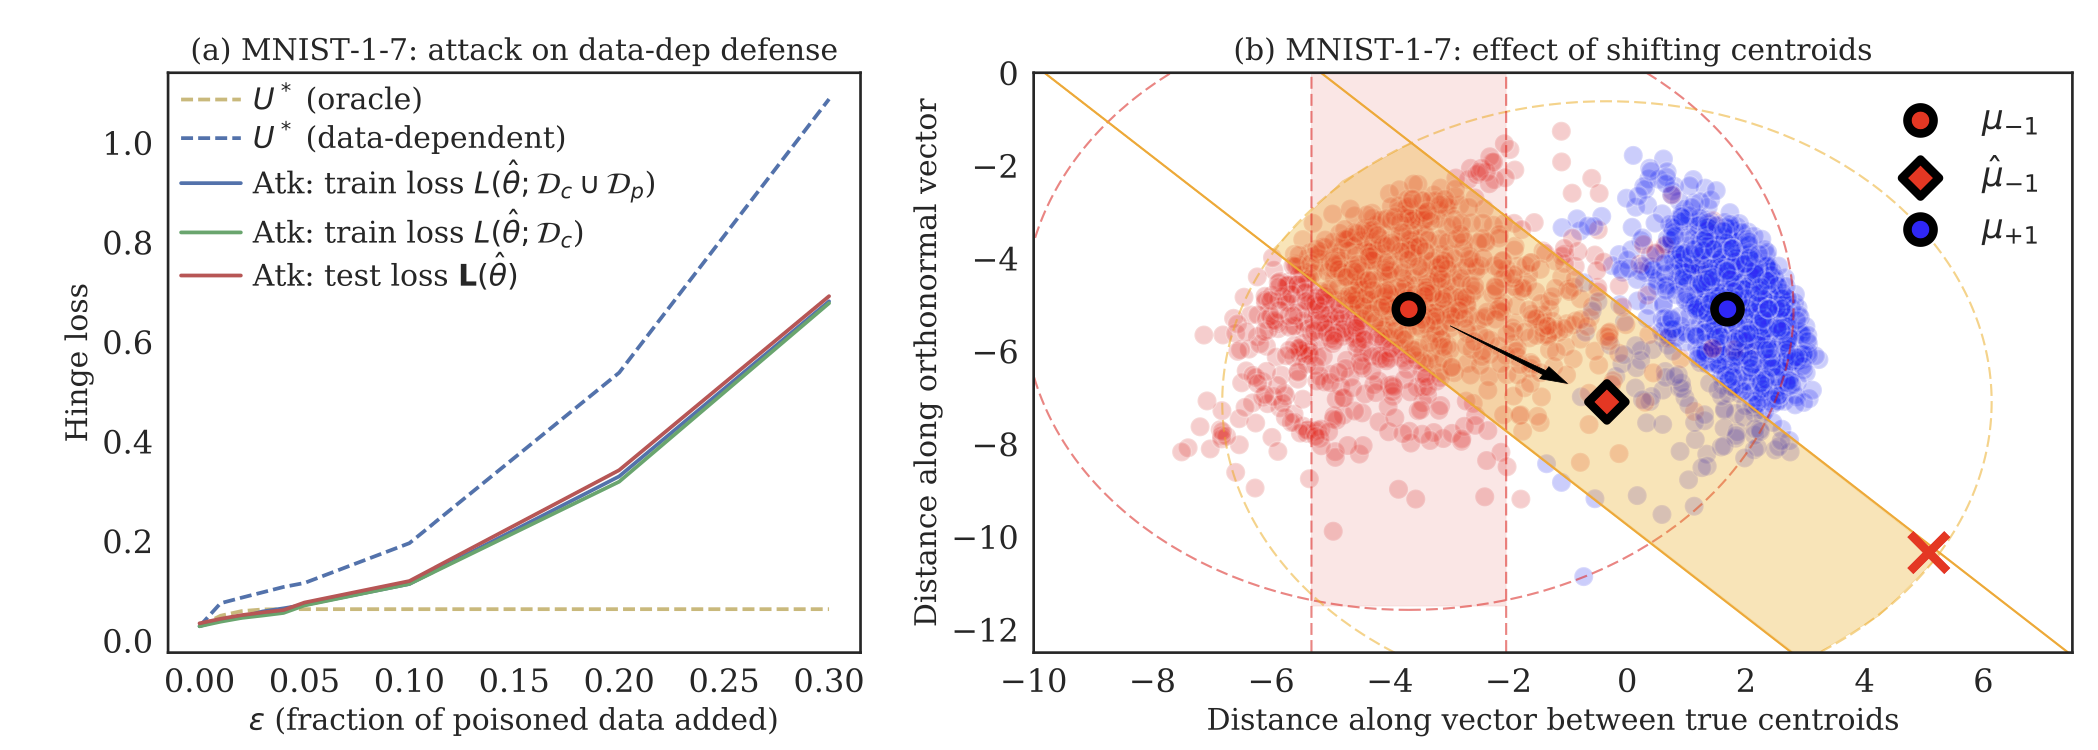 (a) MNIST-1-7: attack on data-dep defense
U* (oracle)
U* (data-dependent)
Atk: train loss L(θ̂; 𝒟c ∪ 𝒟p)
Atk: train loss L(θ̂; 𝒟c)
Atk: test loss L(θ̂)
Hinge loss
1.0
0.8
0.6
0.4
0.2
0.0
0.00 0.05 0.10 0.15 0.20 0.25 0.30
ε (fraction of poisoned data added)
(b) MNIST-1-7: effect of shifting centroids
μ−1
μ̂−1
μ+1
Distance along orthonormal vector
0
−2
−4
−6
−8
−10
−12
−10 −8 −6 −4 −2 0 2 4 6
Distance along vector between true centroids